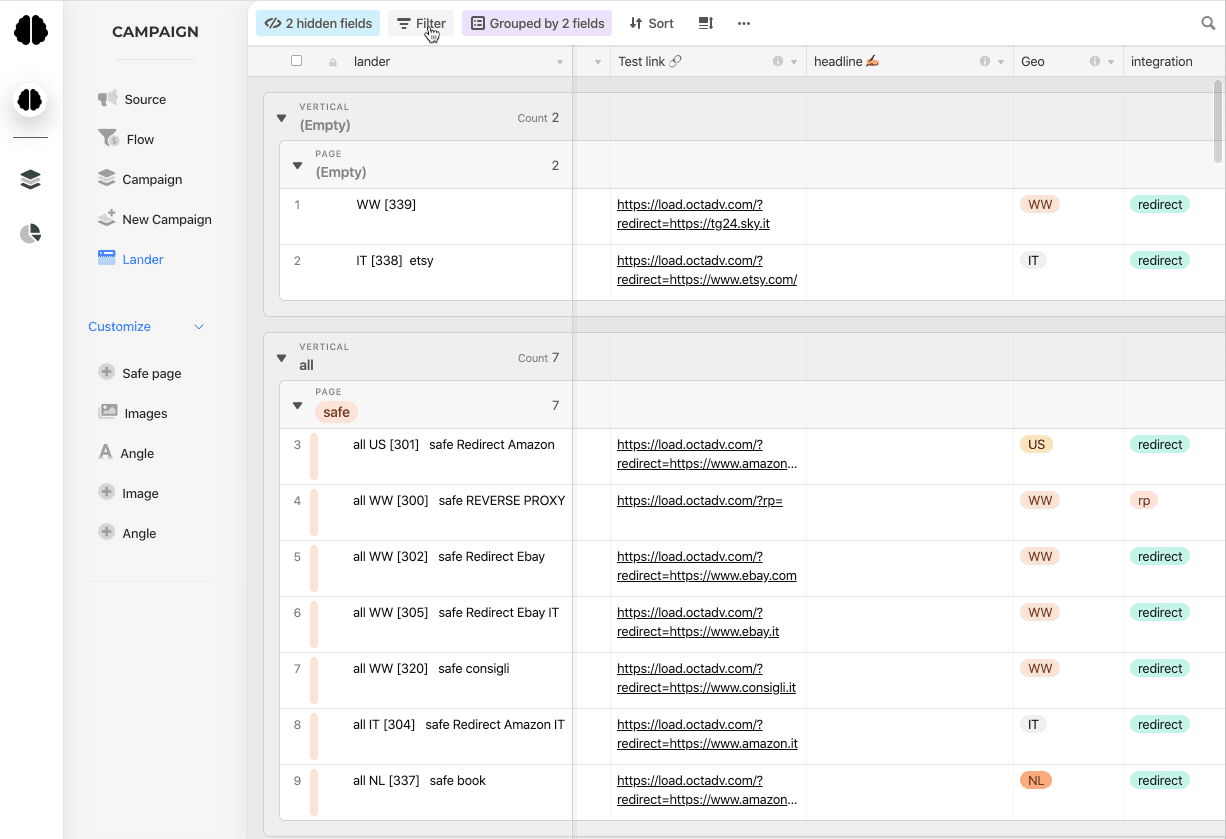 CAMPAIGN
Source
Flow
Campaign
New Campaign
Lander
Customize
Safe page
Images
Angle
Image
Angle
2 hidden fields Filter Grouped by 2 fields Sort
lander Test link 🔗 headline ✍️ Geo integration
VERTICAL
(Empty) Count 2
PAGE
(Empty) 2
1 WW [339] https://load.octadv.com/? WW redirect
redirect=https://tg24.sky.it
2 IT [338] etsy https://load.octadv.com/? IT redirect
redirect=https://www.etsy.com/
VERTICAL
all Count 7
PAGE
safe 7
3 all US [301] safe Redirect Amazon https://load.octadv.com/? US redirect
redirect=https://www.amazon...
4 all WW [300] safe REVERSE PROXY https://load.octadv.com/?rp= WW rp
5 all WW [302] safe Redirect Ebay https://load.octadv.com/? WW redirect
redirect=https://www.ebay.com
6 all WW [305] safe Redirect Ebay IT https://load.octadv.com/? WW redirect
redirect=https://www.ebay.it
7 all WW [320] safe consigli https://load.octadv.com/? WW redirect
redirect=https://www.consigli.it
8 all IT [304] safe Redirect Amazon IT https://load.octadv.com/? IT redirect
redirect=https://www.amazon.it
9 all NL [337] safe book https://load.octadv.com/? NL redirect
redirect=https://www.amazon...